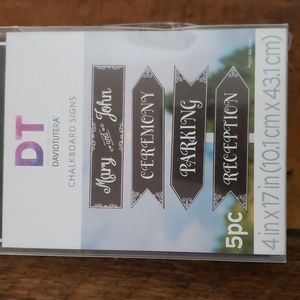 DT
DAVIDTUTERA
CHALKBOARD SIGNS
Mary and John
CEREMONY
PARKING
RECEPTION
5pc
4 in x 17 in (10.1 cm x 43.1 cm)